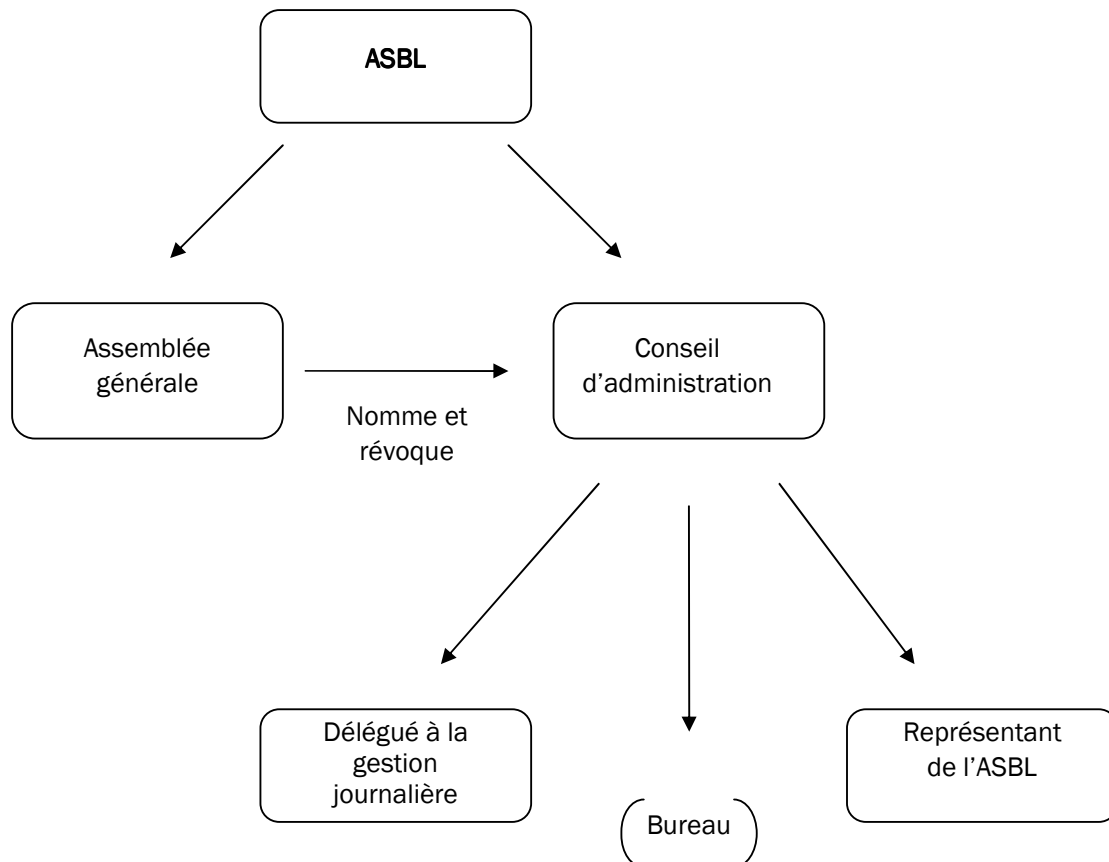 ASBL
Assemblée
générale
Nomme et
révoque
Conseil
d’administration
Délégué à la
gestion
journalière
(Bureau)
Représentant
de l’ASBL